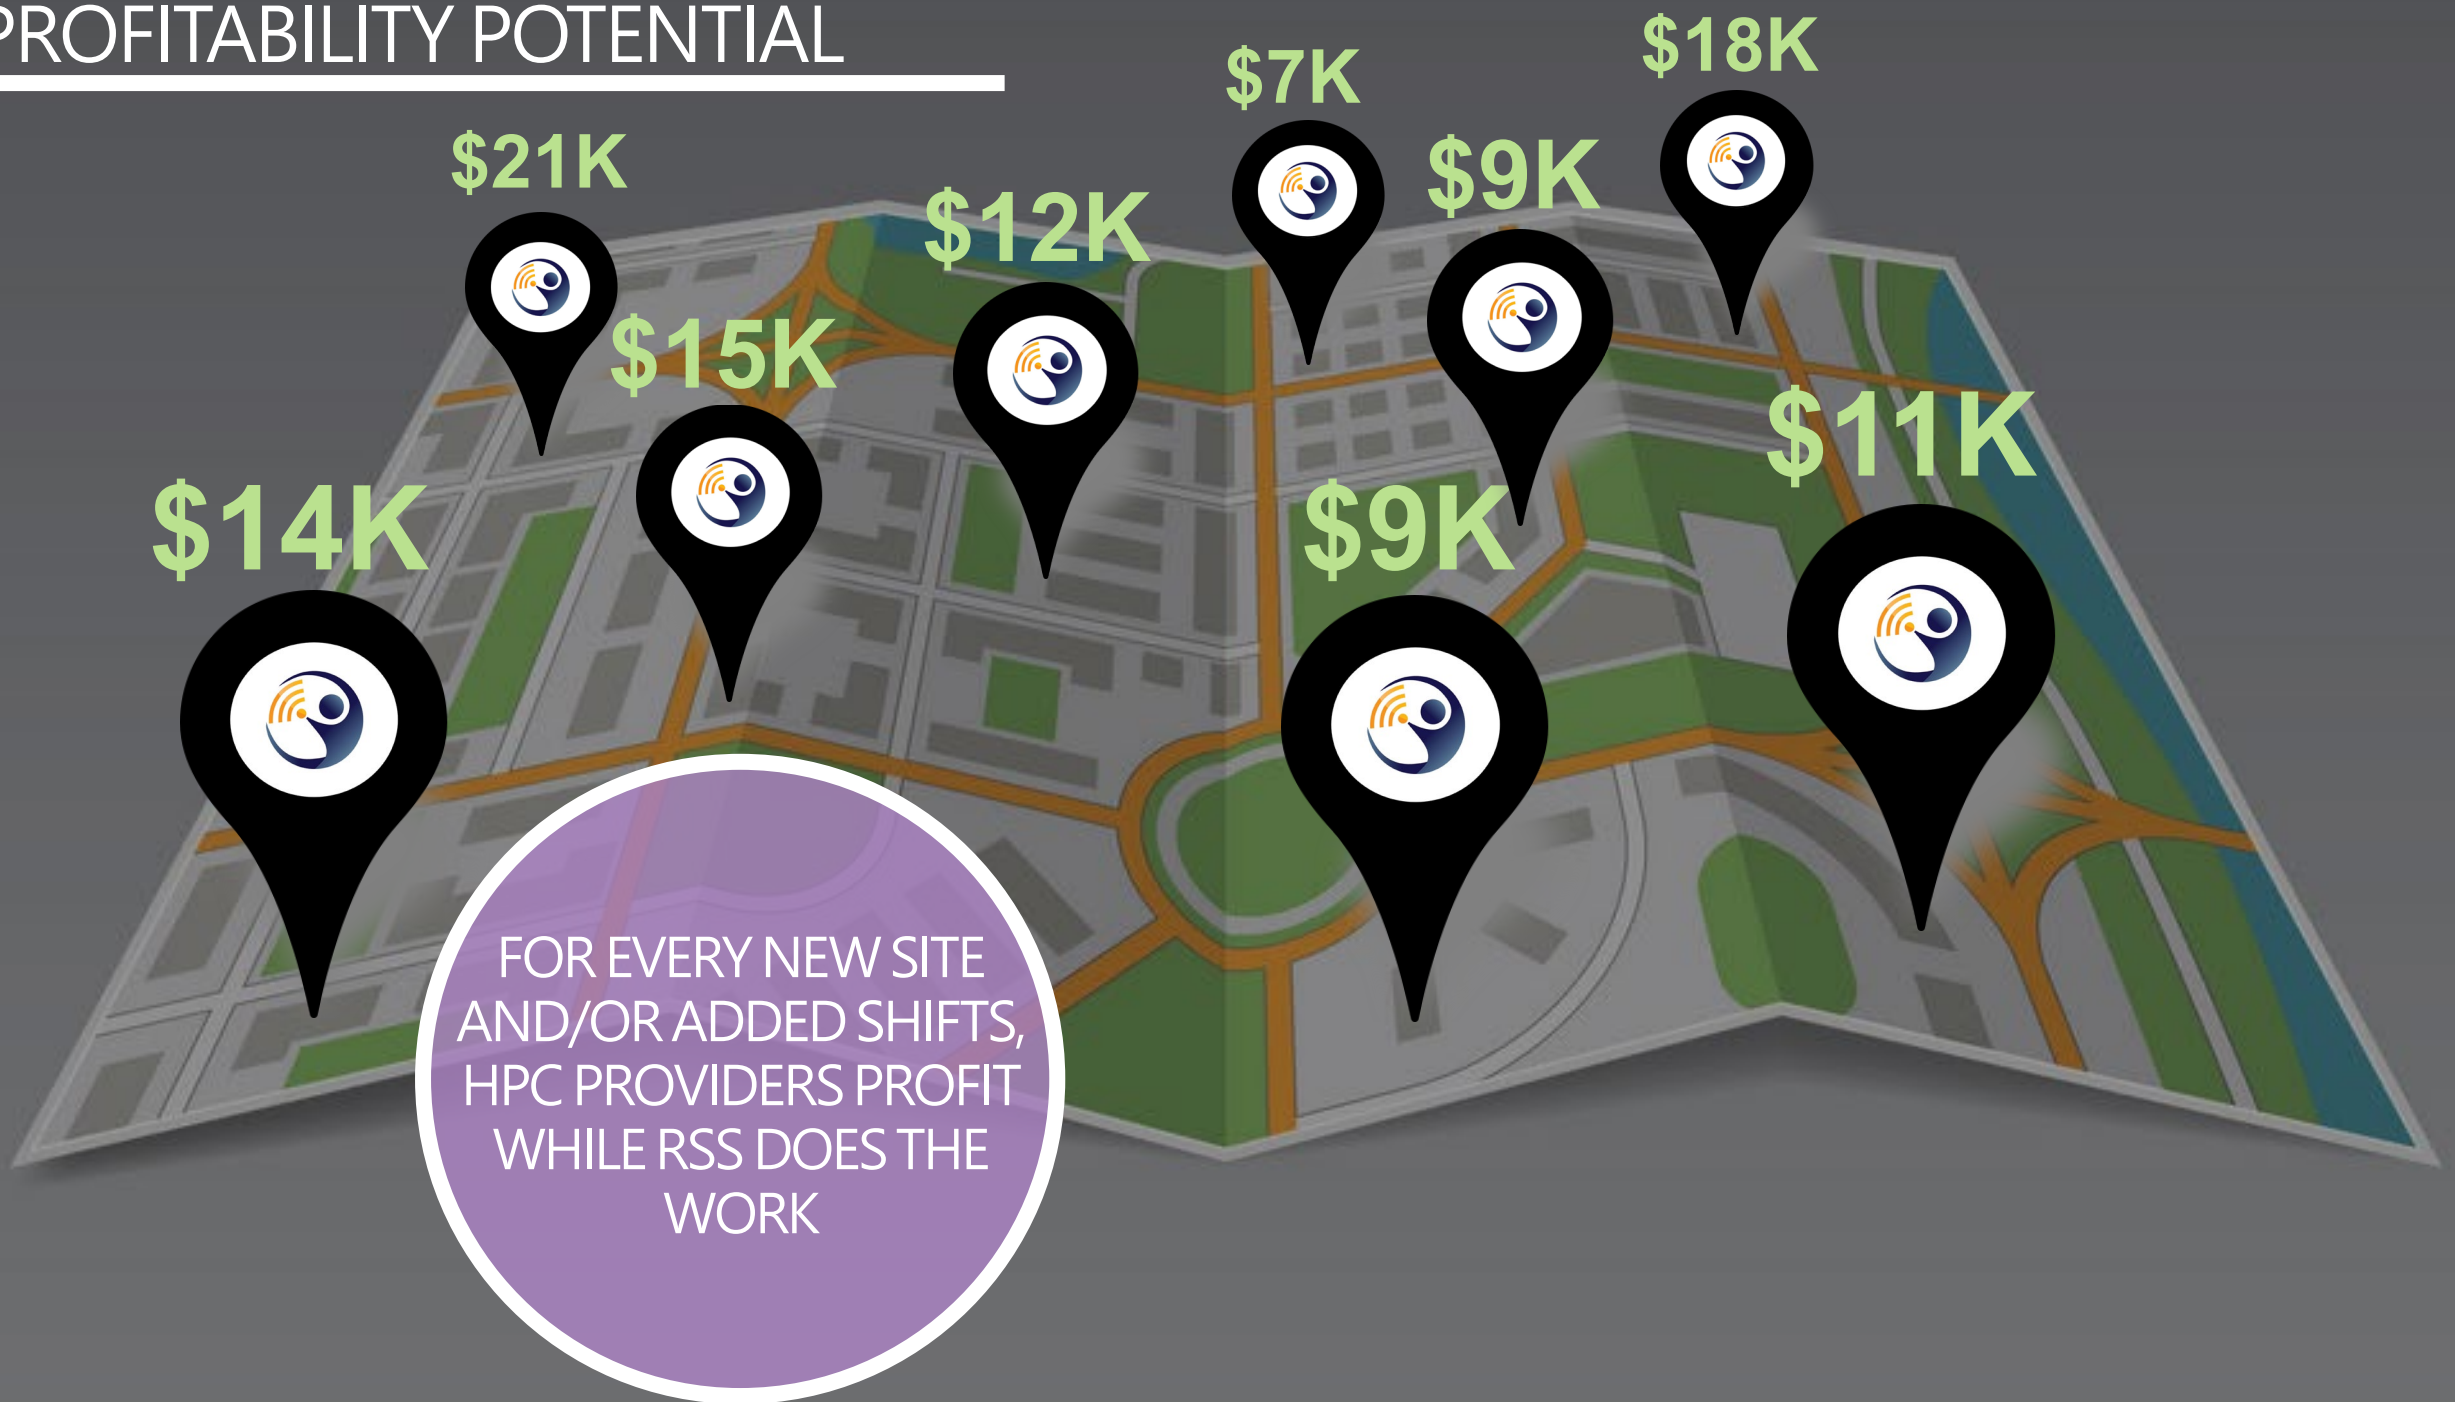 PROFITABILITY POTENTIAL
$18K
$7K
$21K
$9K
$12K
$15K
$11K
$14K
$9K
FOR EVERY NEW SITE
AND/OR ADDED SHIFTS,
HPC PROVIDERS PROFIT
WHILE RSS DOES THE
WORK